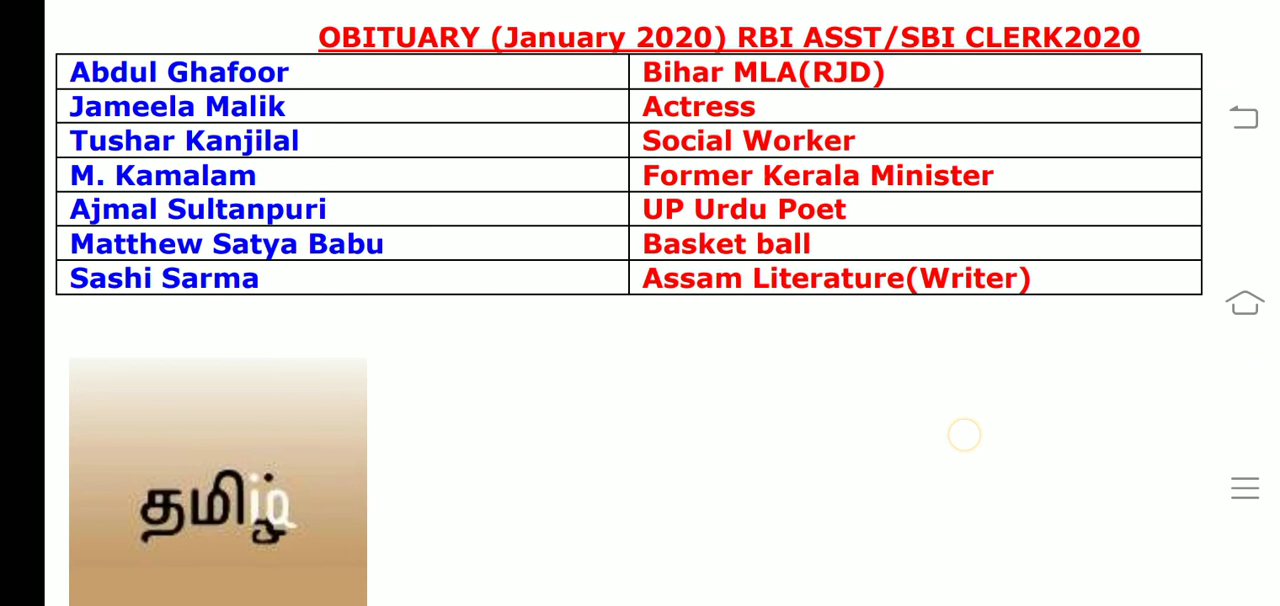 OBITUARY (January 2020) RBI ASST/SBI CLERK2020
Abdul Ghafoor Bihar MLA(RJD)
Jameela Malik Actress
Tushar Kanjilal Social Worker
M. Kamalam Former Kerala Minister
Ajmal Sultanpuri UP Urdu Poet
Matthew Satya Babu Basket ball
Sashi Sarma Assam Literature(Writer)
தமிழ்